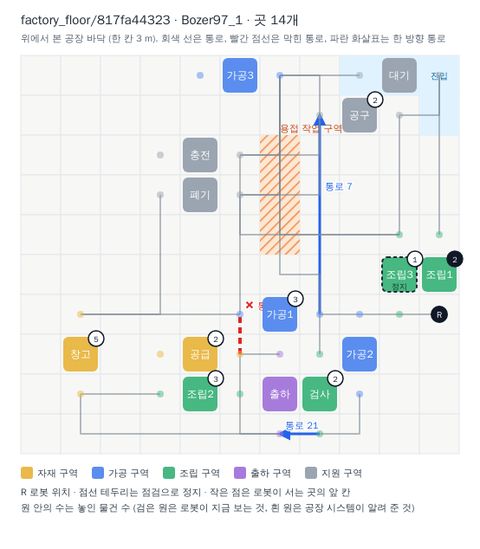 factory_floor/817fa44323 · Bozer97_1 · 곳 14개
위에서 본 공장 바닥 (한 칸 3 m). 회색 선은 통로, 빨간 점선은 막힌 통로, 파란 화살표는 한 방향 통로
가공3
대기
진입
2
공구
용접 작업 구역
충전
통로 7
폐기
1
2
조립3
조립1
정지
3
✖
가공1
R
5
2
창고
공급
가공2
3
2
조립2
출하
검사
통로 21
자재 구역
가공 구역
조립 구역
출하 구역
지원 구역
R 로봇 위치 · 점선 테두리는 점검으로 정지 · 작은 점은 로봇이 서는 곳의 앞 칸
원 안의 수는 놓인 물건 수 (검은 원은 로봇이 지금 보는 것, 흰 원은 공장 시스템이 알려 준 것)